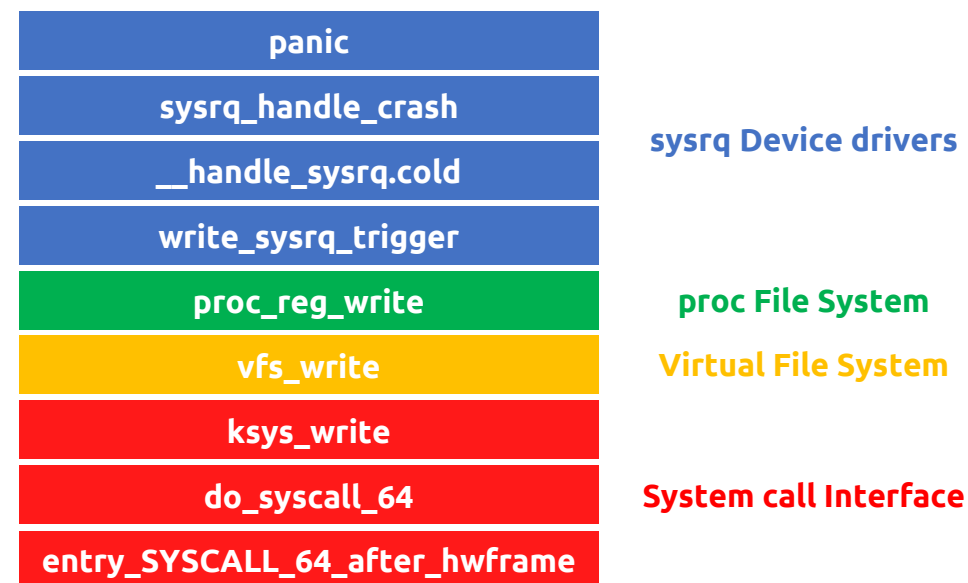 panic
sysrq_handle_crash
__handle_sysrq.cold
write_sysrq_trigger
sysrq Device drivers
proc_reg_write
proc File System
vfs_write
Virtual File System
ksys_write
do_syscall_64
entry_SYSCALL_64_after_hwframe
System call Interface